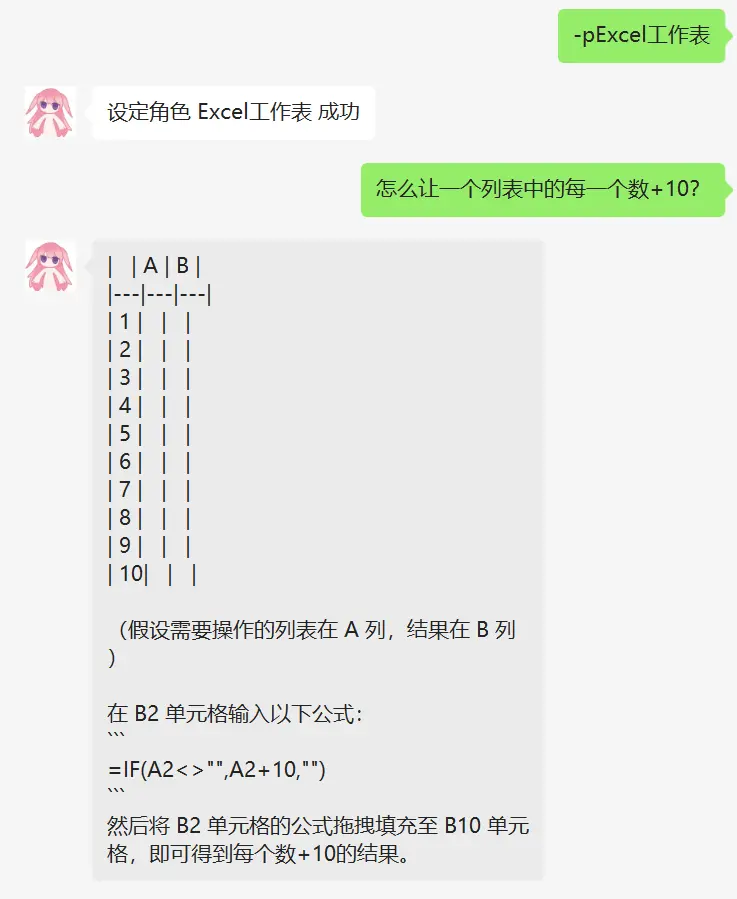 -pExcel工作表
设定角色 Excel工作表 成功
怎么让一个列表中的每一个数+10?
|   | A | B |
|---|---|---|
| 1 |   |   |
| 2 |   |   |
| 3 |   |   |
| 4 |   |   |
| 5 |   |   |
| 6 |   |   |
| 7 |   |   |
| 8 |   |   |
| 9 |   |   |
| 10|   |   |
（假设需要操作的列表在 A 列，结果在 B 列
）
在 B2 单元格输入以下公式：
```
=IF(A2<>"",A2+10,"")
```
然后将 B2 单元格的公式拖拽填充至 B10 单元
格，即可得到每个数+10的结果。